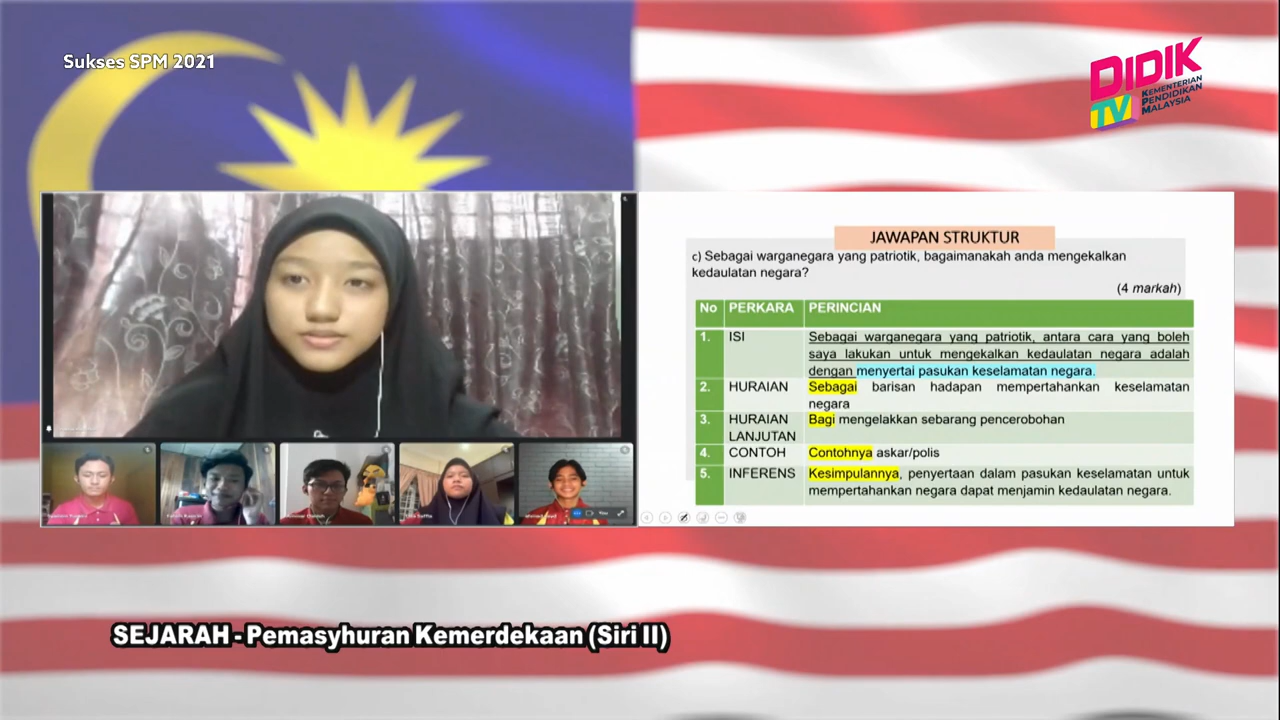 Sukses SPM 2021
DIDIK
TV
KEMENTERIAN
PENDIDIKAN
MALAYSIA
JAWAPAN STRUKTUR
c) Sebagai warganegara yang patriotik, bagaimanakah anda mengekalkan
kedaulatan negara?
(4 markah)
No PERKARA PERINCIAN
1. ISI Sebagai warganegara yang patriotik, antara cara yang boleh
saya lakukan untuk mengekalkan kedaulatan negara adalah
dengan menyertai pasukan keselamatan negara.
2. HURAIAN Sebagai barisan hadapan mempertahankan keselamatan
negara
3. HURAIAN Bagi mengelakkan sebarang pencerobohan
LANJUTAN
4. CONTOH Contohnya askar/polis
5. INFERENS Kesimpulannya, penyertaan dalam pasukan keselamatan untuk
mempertahankan negara dapat menjamin kedaulatan negara.
SEJARAH - Pemasyhuran Kemerdekaan (Siri II)